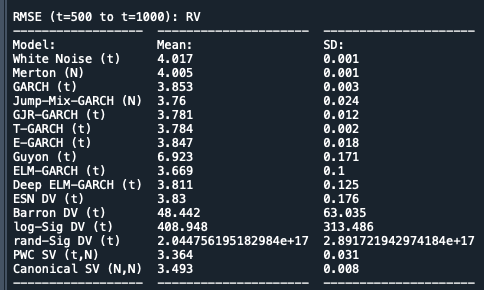 RMSE (t=500 to t=1000): RV
------------------ --------------------- ---------------------
Model: Mean: SD:
White Noise (t) 4.017 0.001
Merton (N) 4.005 0.001
GARCH (t) 3.853 0.003
Jump-Mix-GARCH (N) 3.76 0.024
GJR-GARCH (t) 3.781 0.012
T-GARCH (t) 3.784 0.002
E-GARCH (t) 3.847 0.018
Guyon (t) 6.923 0.171
ELM-GARCH (t) 3.669 0.1
Deep ELM-GARCH (t) 3.811 0.125
ESN DV (t) 3.83 0.176
Barron DV (t) 48.442 63.035
log-Sig DV (t) 408.948 313.486
rand-Sig DV (t) 2.044756195182984e+17 2.891721942974184e+17
PWC SV (t,N) 3.364 0.031
Canonical SV (N,N) 3.493 0.008
------------------ --------------------- ---------------------